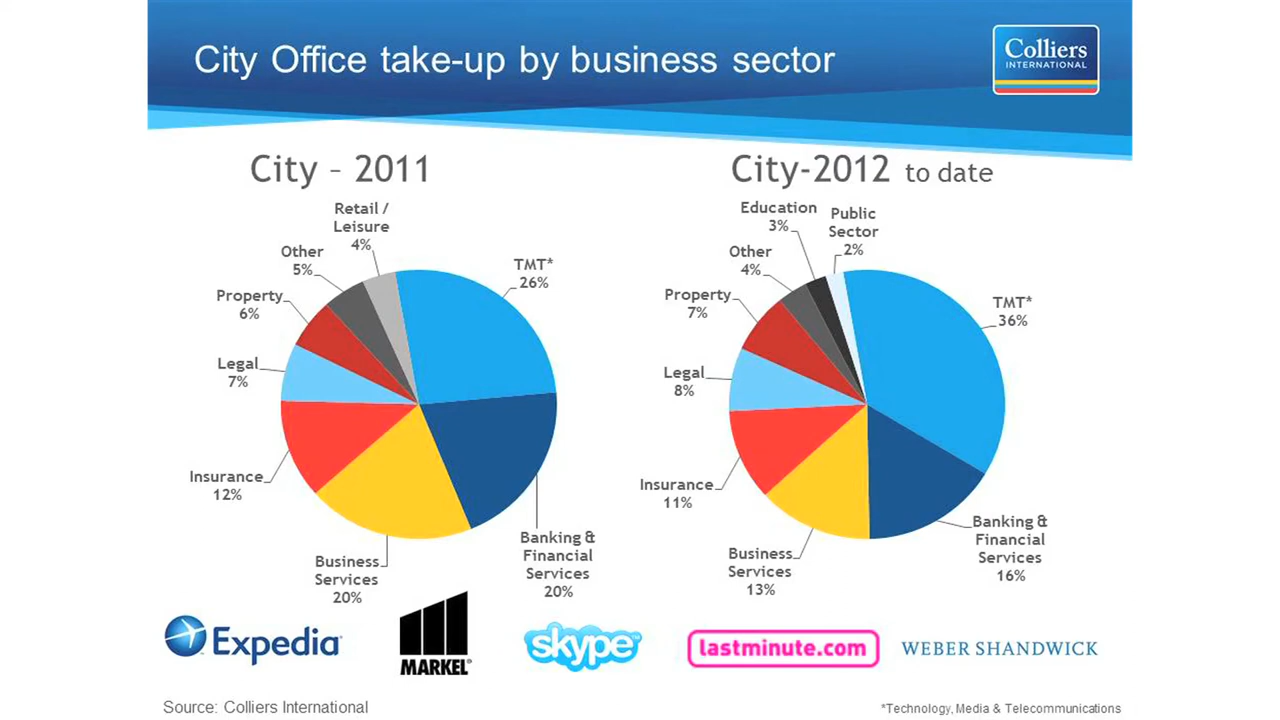 City Office take-up by business sector
Colliers
INTERNATIONAL
City – 2011
Retail /
Leisure
4%
Other
5%
TMT*
26%
Property
6%
Legal
7%
Insurance
12%
Business
Services
20%
Banking &
Financial
Services
20%
City-2012 to date
Education
3%
Public
Sector
2%
Other
4%
Property
7%
TMT*
36%
Legal
8%
Insurance
11%
Business
Services
13%
Banking &
Financial
Services
16%
Expedia
MARKEL®
skype™
lastminute.com
WEBER SHANDWICK
Source: Colliers International
*Technology, Media & Telecommunications